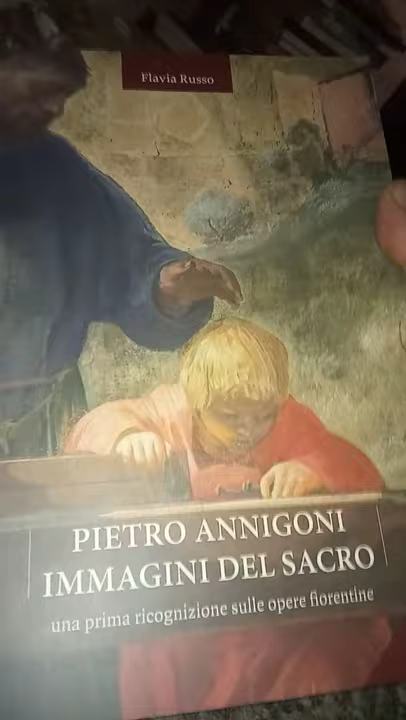 Flavia Russo
PIETRO ANNIGONI
IMMAGINI DEL SACRO
una prima ricognizione sulle opere fiorentine